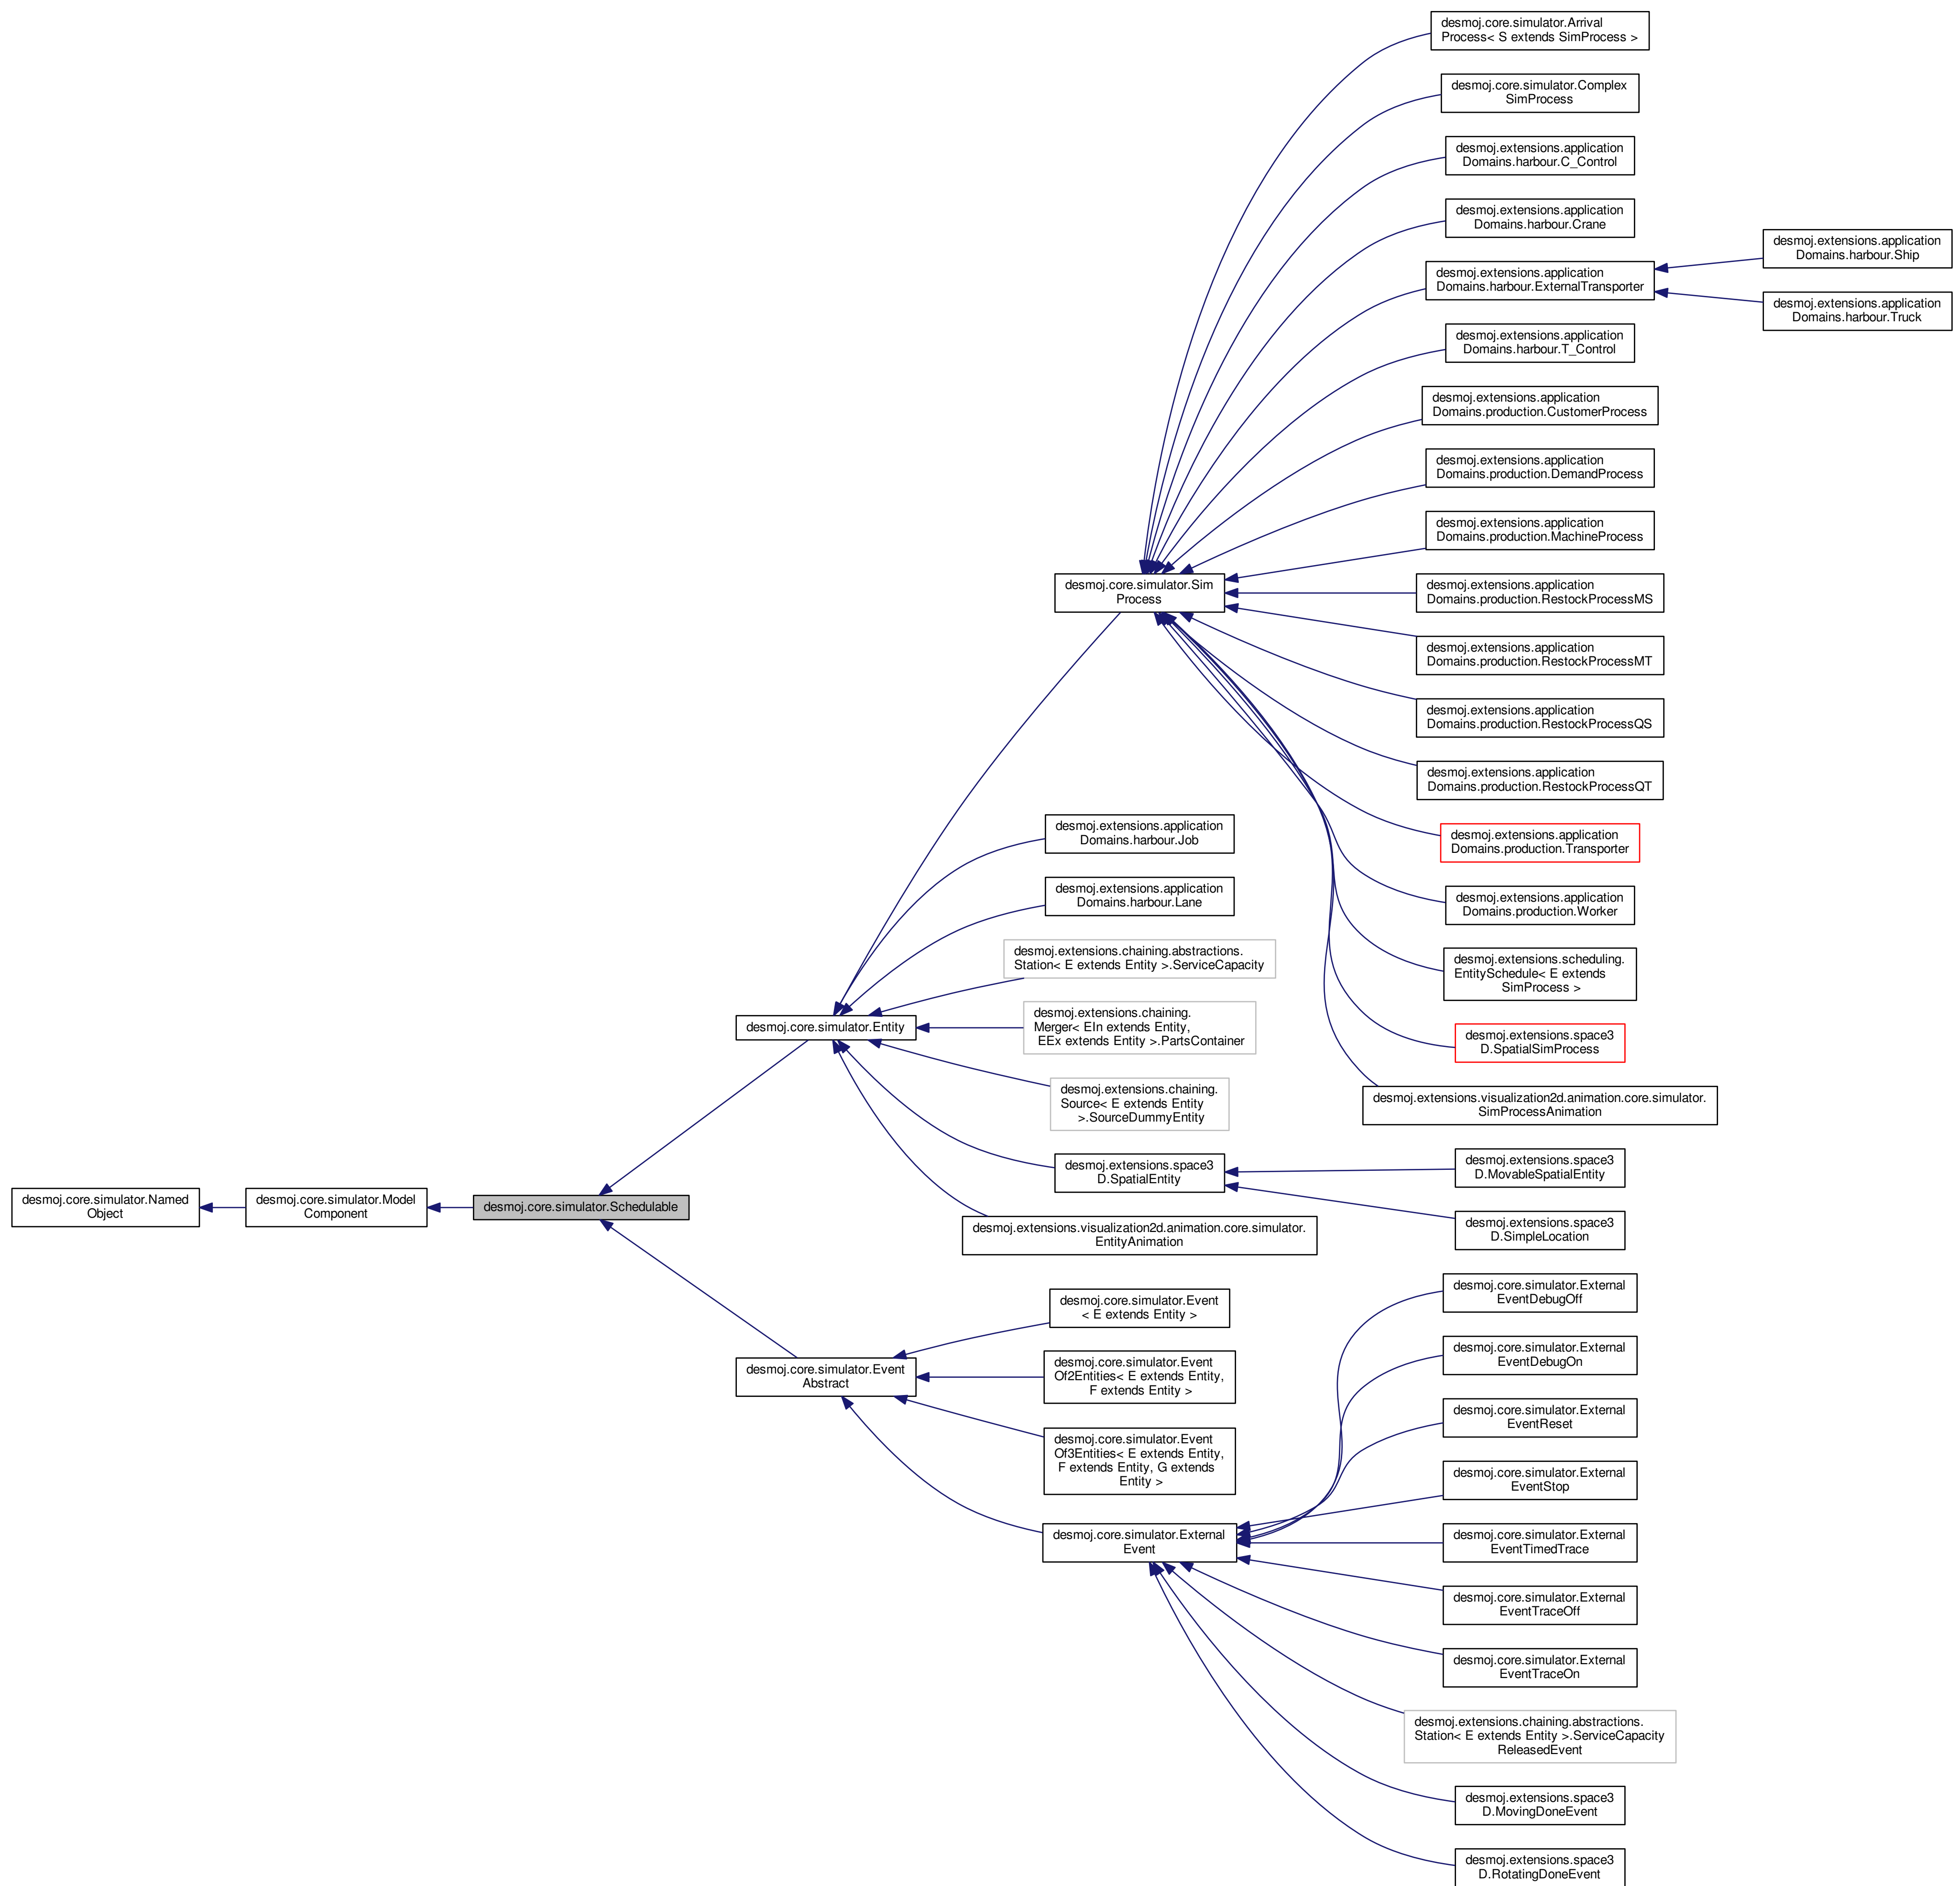 desmoj.core.simulator.Arrival
Process< S extends SimProcess >
desmoj.core.simulator.Complex
SimProcess
desmoj.extensions.application
Domains.harbour.C_Control
desmoj.extensions.application
Domains.harbour.Crane
desmoj.extensions.application
Domains.harbour.ExternalTransporter
desmoj.extensions.application
Domains.harbour.Ship
desmoj.extensions.application
Domains.harbour.Truck
desmoj.extensions.application
Domains.harbour.T_Control
desmoj.extensions.application
Domains.production.CustomerProcess
desmoj.extensions.application
Domains.production.DemandProcess
desmoj.extensions.application
Domains.production.MachineProcess
desmoj.core.simulator.Sim
Process
desmoj.extensions.application
Domains.production.RestockProcessMS
desmoj.extensions.application
Domains.production.RestockProcessMT
desmoj.extensions.application
Domains.production.RestockProcessQS
desmoj.extensions.application
Domains.production.RestockProcessQT
desmoj.extensions.application
Domains.production.Transporter
desmoj.extensions.application
Domains.production.Worker
desmoj.extensions.scheduling.
EntitySchedule< E extends
SimProcess >
desmoj.extensions.space3
D.SpatialSimProcess
desmoj.extensions.visualization2d.animation.core.simulator.
SimProcessAnimation
desmoj.extensions.application
Domains.harbour.Job
desmoj.extensions.application
Domains.harbour.Lane
desmoj.extensions.chaining.abstractions.
Station< E extends Entity >.ServiceCapacity
desmoj.core.simulator.Entity
desmoj.extensions.chaining.
Merger< EIn extends Entity,
EEx extends Entity >.PartsContainer
desmoj.extensions.chaining.
Source< E extends Entity
>.SourceDummyEntity
desmoj.extensions.space3
D.SpatialEntity
desmoj.extensions.space3
D.MovableSpatialEntity
desmoj.extensions.space3
D.SimpleLocation
desmoj.extensions.visualization2d.animation.core.simulator.
EntityAnimation
desmoj.core.simulator.Named
Object
desmoj.core.simulator.Model
Component
desmoj.core.simulator.Schedulable
desmoj.core.simulator.Event
Abstract
desmoj.core.simulator.Event
< E extends Entity >
desmoj.core.simulator.Event
Of2Entities< E extends Entity,
F extends Entity >
desmoj.core.simulator.Event
Of3Entities< E extends Entity,
F extends Entity, G extends
Entity >
desmoj.core.simulator.External
Event
desmoj.core.simulator.External
EventDebugOff
desmoj.core.simulator.External
EventDebugOn
desmoj.core.simulator.External
EventReset
desmoj.core.simulator.External
EventStop
desmoj.core.simulator.External
EventTimedTrace
desmoj.core.simulator.External
EventTraceOff
desmoj.core.simulator.External
EventTraceOn
desmoj.extensions.chaining.abstractions.
Station< E extends Entity >.ServiceCapacity
ReleasedEvent
desmoj.extensions.space3
D.MovingDoneEvent
desmoj.extensions.space3
D.RotatingDoneEvent